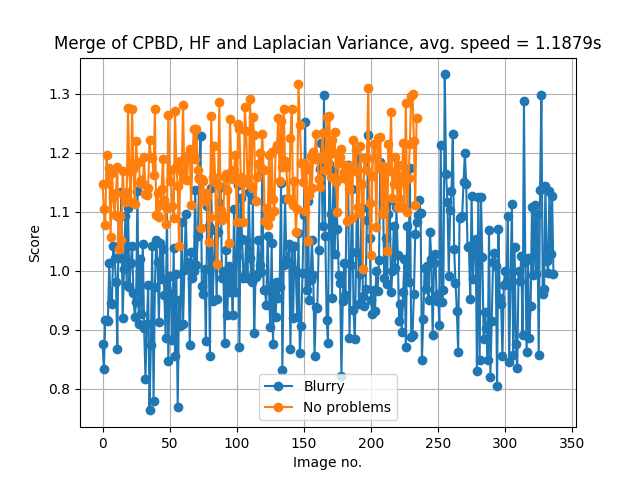 Merge of CPBD, HF and Laplacian Variance, avg. speed = 1.1879s
Score
1.3
1.2
1.1
1.0
0.9
0.8
Blurry
No problems
0 50 100 150 200 250 300 350
Image no.